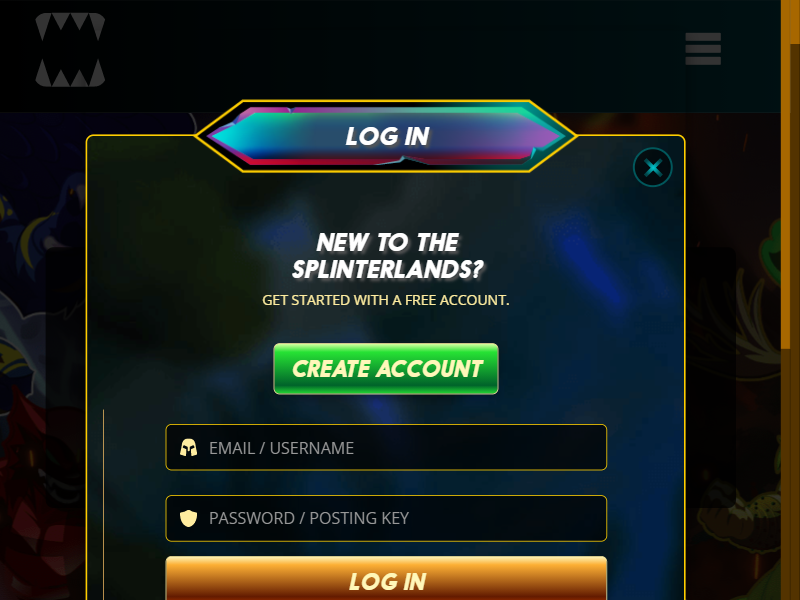 LOG IN
NEW TO THE
SPLINTERLANDS?
GET STARTED WITH A FREE ACCOUNT.
CREATE ACCOUNT
EMAIL / USERNAME
PASSWORD / POSTING KEY
LOG IN